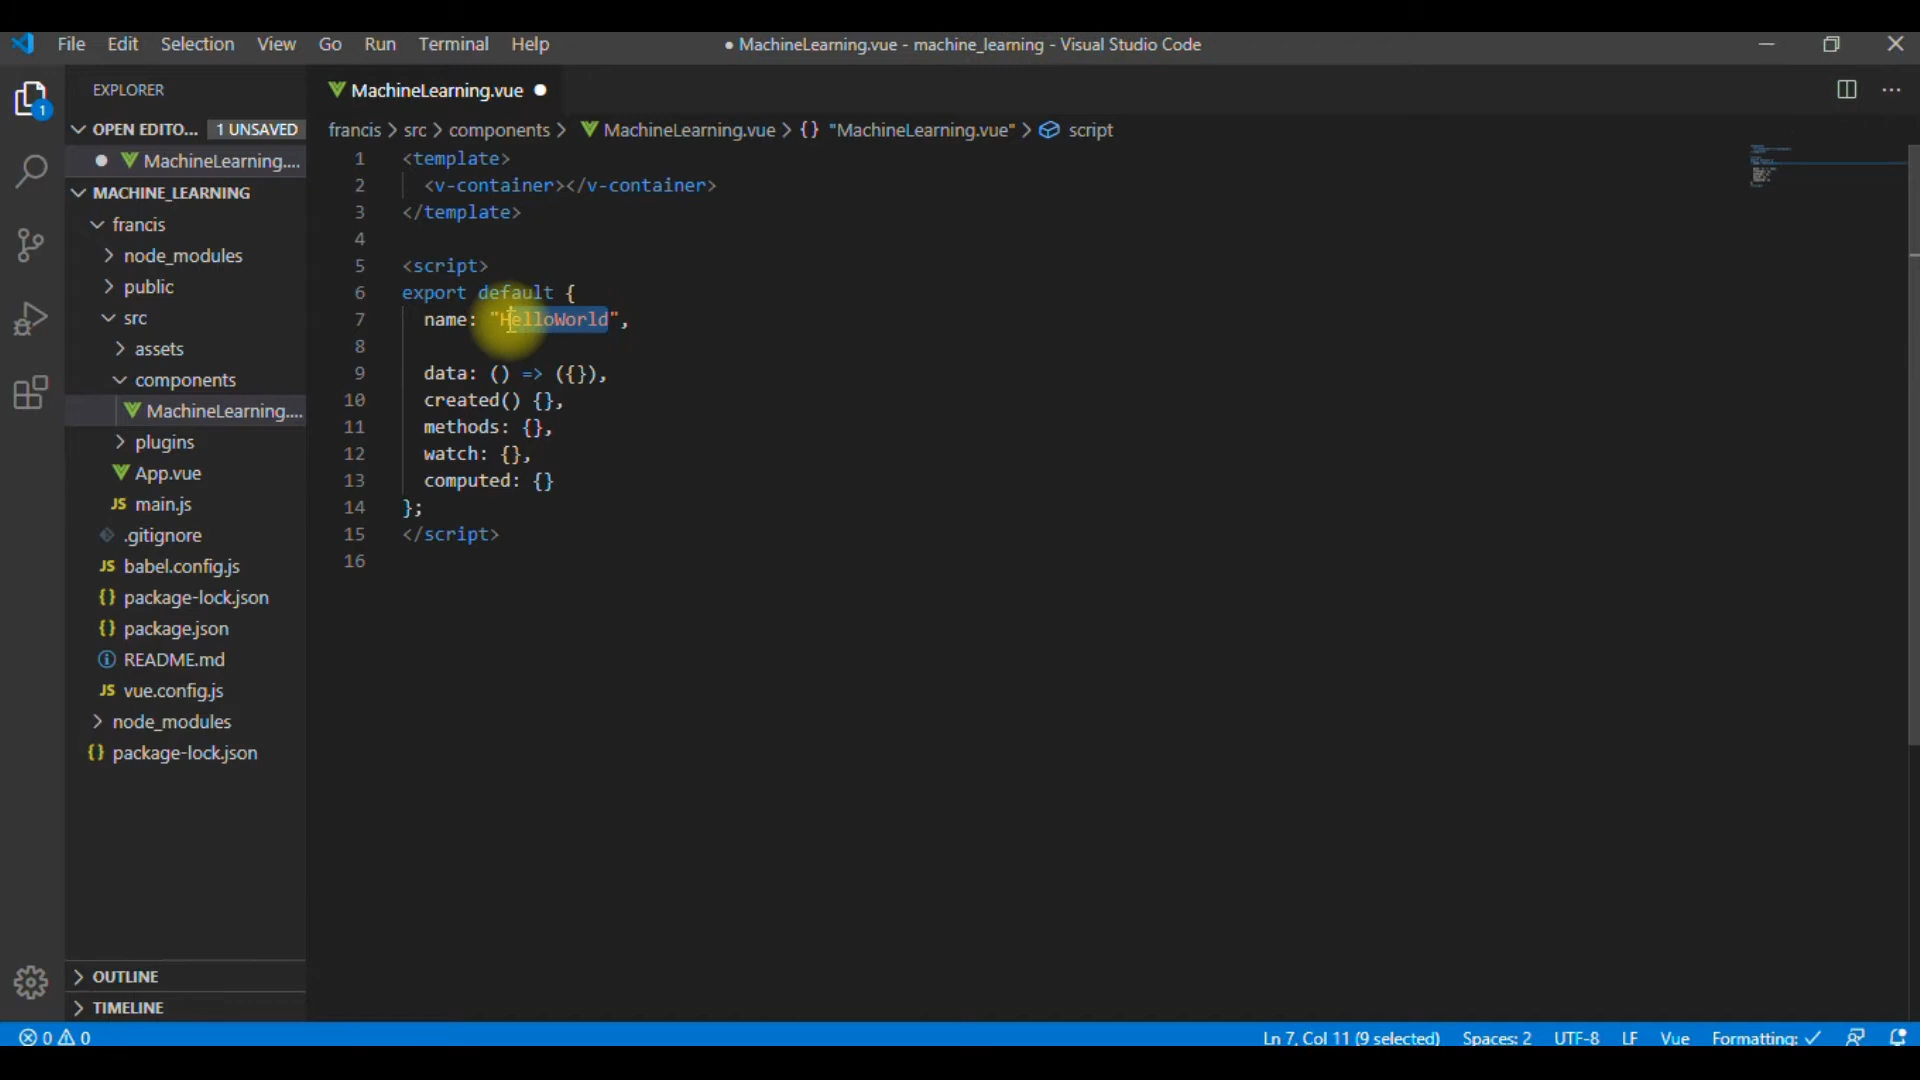 File Edit Selection View Go Run Terminal Help
● MachineLearning.vue - machine_learning - Visual Studio Code
EXPLORER
1
OPEN EDITO... 1 UNSAVED
MachineLearning....
MACHINE_LEARNING
francis
node_modules
public
src
assets
components
MachineLearning....
plugins
App.vue
JS main.js
.gitignore
JS babel.config.js
{} package-lock.json
{} package.json
README.md
JS vue.config.js
node_modules
{} package-lock.json
OUTLINE
TIMELINE
MachineLearning.vue ●
francis > src > components > MachineLearning.vue > {} "MachineLearning.vue" > script
1 <template>
2 <v-container></v-container>
3 </template>
4
5 <script>
6 export default {
7 name: "HelloWorld",
8
9 data: () => ({}),
10 created() {},
11 methods: {},
12 watch: {},
13 computed: {}
14 };
15 </script>
16
0 0
Ln 7, Col 11 (9 selected) Spaces: 2 UTF-8 LF Vue Formatting: ✓